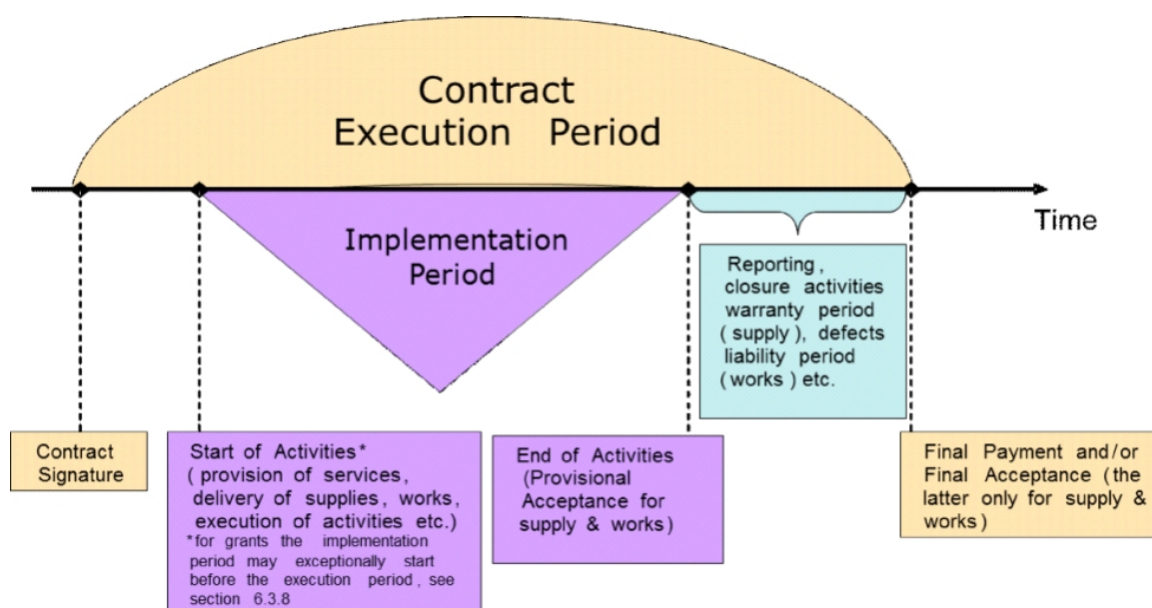 Contract
Execution Period
Time
Implementation
Period
Reporting,
closure activities
warranty period
(supply), defects
liability period
(works) etc.
Contract
Signature
Start of Activities*
(provision of services,
delivery of supplies, works,
execution of activities etc.)
*for grants the implementation
period may exceptionally start
before the execution period, see
section 6.3.8
End of Activities
(Provisional
Acceptance for
supply & works)
Final Payment and/or
Final Acceptance (the
latter only for supply &
works)